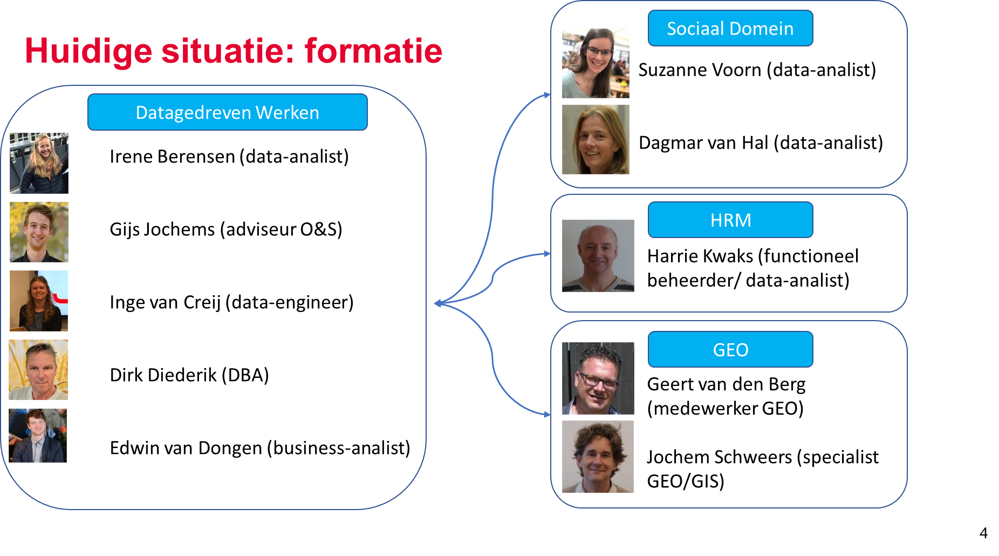 Huidige situatie: formatie
Datagedreven Werken
Irene Berensen (data-analist)
Gijs Jochems (adviseur O&S)
Inge van Creij (data-engineer)
Dirk Diederik (DBA)
Edwin van Dongen (business-analist)
Sociaal Domein
Suzanne Voorn (data-analist)
Dagmar van Hal (data-analist)
HRM
Harrie Kwaks (functioneel
beheerder/ data-analist)
GEO
Geert van den Berg
(medewerker GEO)
Jochem Schweers (specialist
GEO/GIS)
4